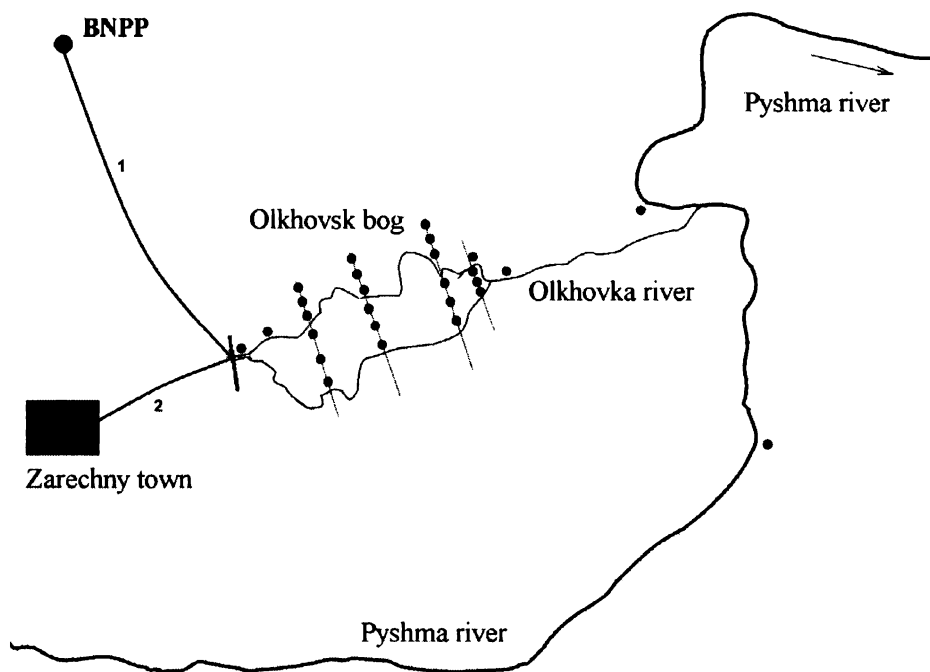 BNPP
Pyshma river
1
Olkhovsk bog
Olkhovka river
2
Zarechny town
Pyshma river